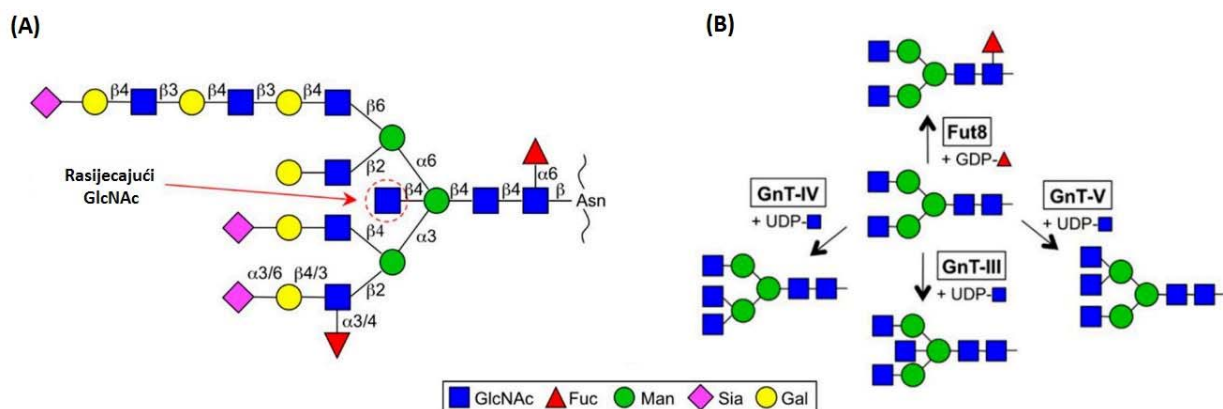 (A)
(B)
β4
β3
β4
β3
β4
β6
β2
α6
Rasijecajući
GlcNAc
β4
β4
β4
α6
β
Asn
β4
α3
α3/6
β4/3
β2
α3/4
Fut8
+ GDP-
GnT-IV
+ UDP-
GnT-V
+ UDP-
GnT-III
+ UDP-
GlcNAc
Fuc
Man
Sia
Gal